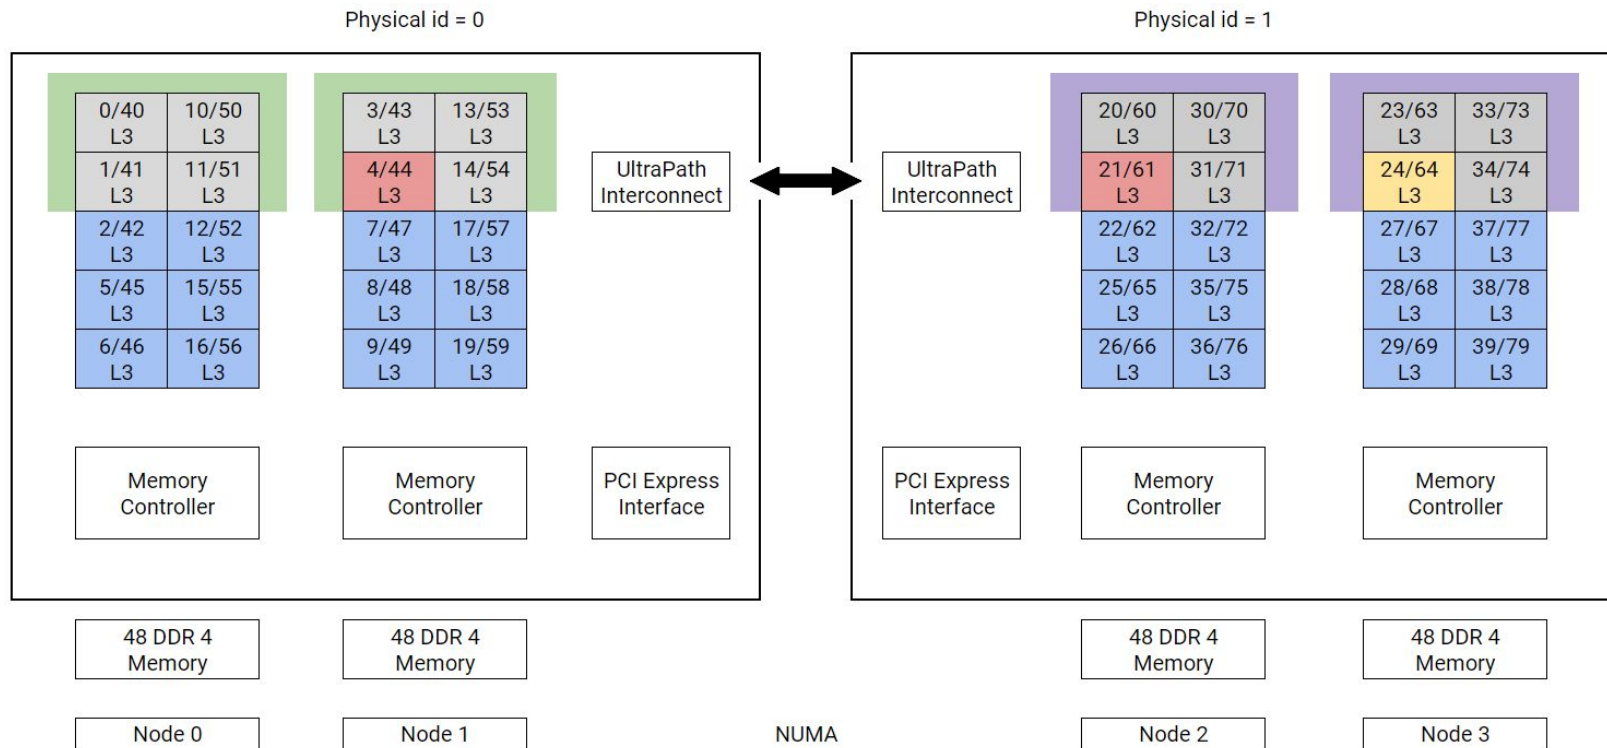 Physical id = 0
Physical id = 1
0/40 10/50 3/43 13/53 20/60 30/70 23/63 33/73
L3 L3 L3 L3 L3 L3 L3 L3
1/41 11/51 4/44 14/54 UltraPath UltraPath 21/61 31/71 24/64 34/74
L3 L3 L3 L3 Interconnect Interconnect L3 L3 L3 L3
2/42 12/52 7/47 17/57 22/62 32/72 27/67 37/77
L3 L3 L3 L3 L3 L3 L3 L3
5/45 15/55 8/48 18/58 25/65 35/75 28/68 38/78
L3 L3 L3 L3 L3 L3 L3 L3
6/46 16/56 9/49 19/59 26/66 36/76 29/69 39/79
L3 L3 L3 L3 L3 L3 L3 L3
Memory Memory PCI Express PCI Express Memory Memory
Controller Controller Interface Interface Controller Controller
48 DDR 4 48 DDR 4 48 DDR 4 48 DDR 4
Memory Memory Memory Memory
Node 0 Node 1 NUMA Node 2 Node 3